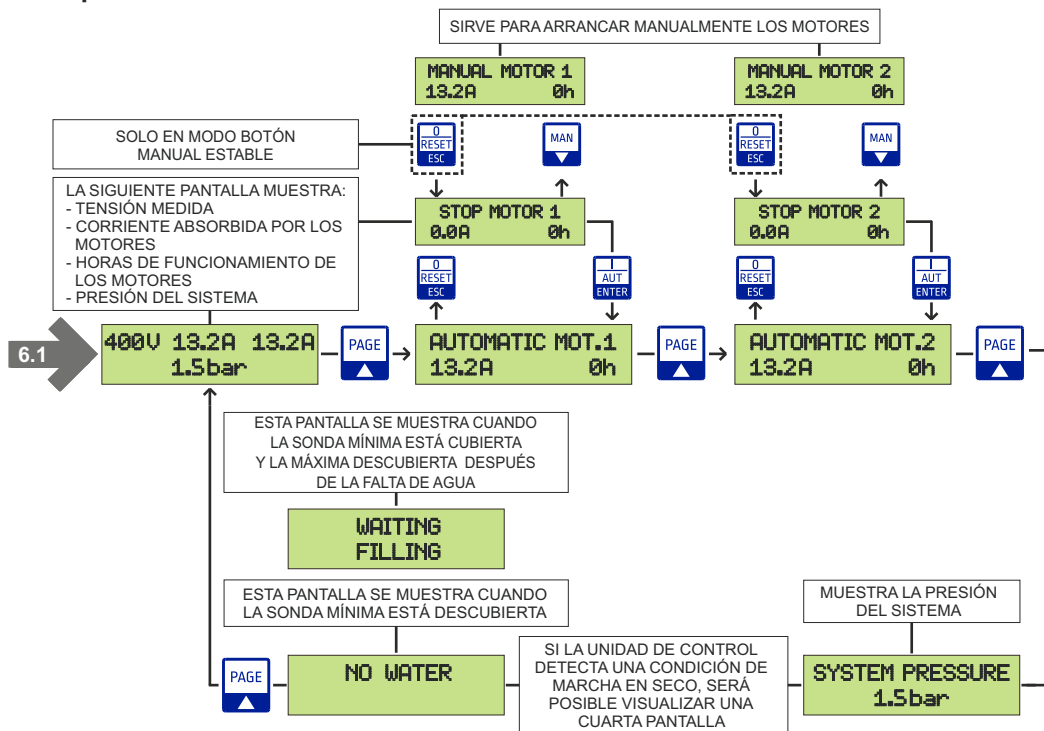 SIRVE PARA ARRANCAR MANUALMENTE LOS MOTORES
MANUAL MOTOR 1
13.2A 0h
MANUAL MOTOR 2
13.2A 0h
SOLO EN MODO BOTÓN
MANUAL ESTABLE
0
RESET
ESC
MAN
0
RESET
ESC
MAN
LA SIGUIENTE PANTALLA MUESTRA:
- TENSIÓN MEDIDA
- CORRIENTE ABSORBIDA POR LOS
MOTORES
- HORAS DE FUNCIONAMIENTO DE
LOS MOTORES
- PRESIÓN DEL SISTEMA
STOP MOTOR 1
0.0A 0h
STOP MOTOR 2
0.0A 0h
0
RESET
ESC
I
AUT
ENTER
0
RESET
ESC
I
AUT
ENTER
6.1
400V 13.2A 13.2A
1.5bar
PAGE
AUTOMATIC MOT.1
13.2A 0h
PAGE
AUTOMATIC MOT.2
13.2A 0h
PAGE
ESTA PANTALLA SE MUESTRA CUANDO
LA SONDA MÍNIMA ESTÁ CUBIERTA
Y LA MÁXIMA DESCUBIERTA DESPUÉS
DE LA FALTA DE AGUA
WAITING
FILLING
ESTA PANTALLA SE MUESTRA CUANDO
LA SONDA MÍNIMA ESTÁ DESCUBIERTA
MUESTRA LA PRESIÓN
DEL SISTEMA
PAGE
NO WATER
SI LA UNIDAD DE CONTROL
DETECTA UNA CONDICIÓN DE
MARCHA EN SECO, SERÁ
POSIBLE VISUALIZAR UNA
CUARTA PANTALLA
SYSTEM PRESSURE
1.5bar